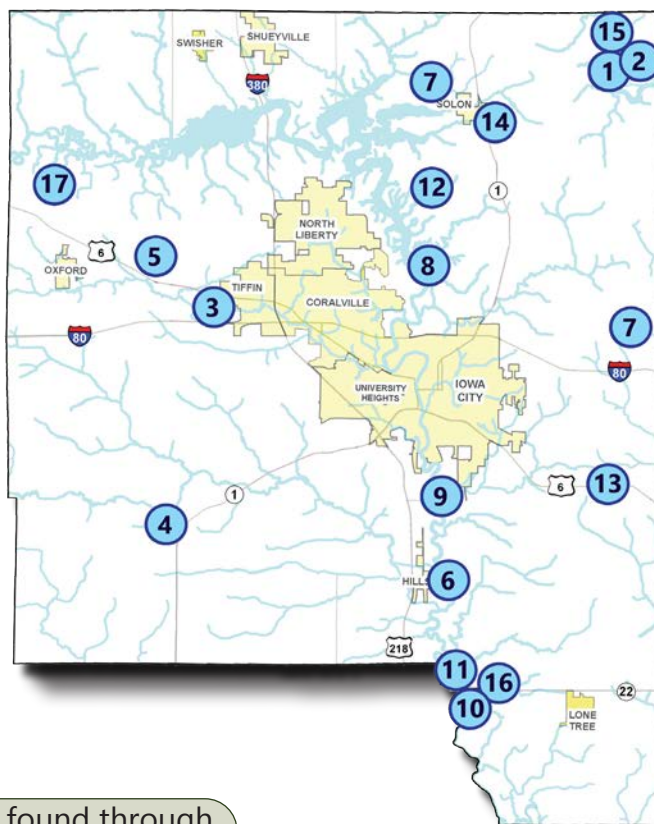 15
SHUEYVILLE
SWISHER
1
2
380
7
SOLON
14
17
12
1
NORTH
LIBERTY
6
5
8
OXFORD
TIFFIN
3
CORALVILLE
7
80
80
UNIVERSITY
HEIGHTS
IOWA
CITY
13
6
9
1
4
6
HILLS
218
11
16
22
10
LONE
TREE
found through